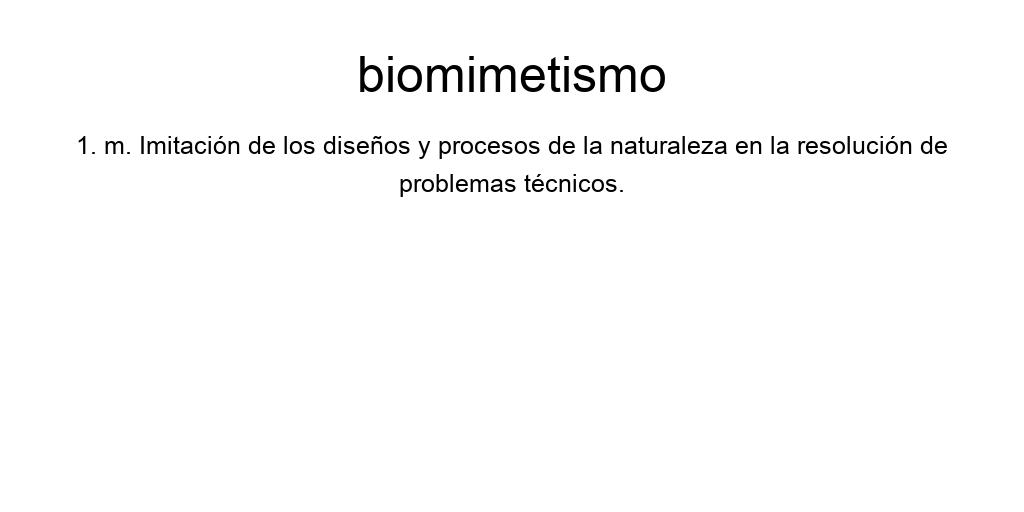 biomimetismo
1. m. Imitación de los diseños y procesos de la naturaleza en la resolución de
problemas técnicos.